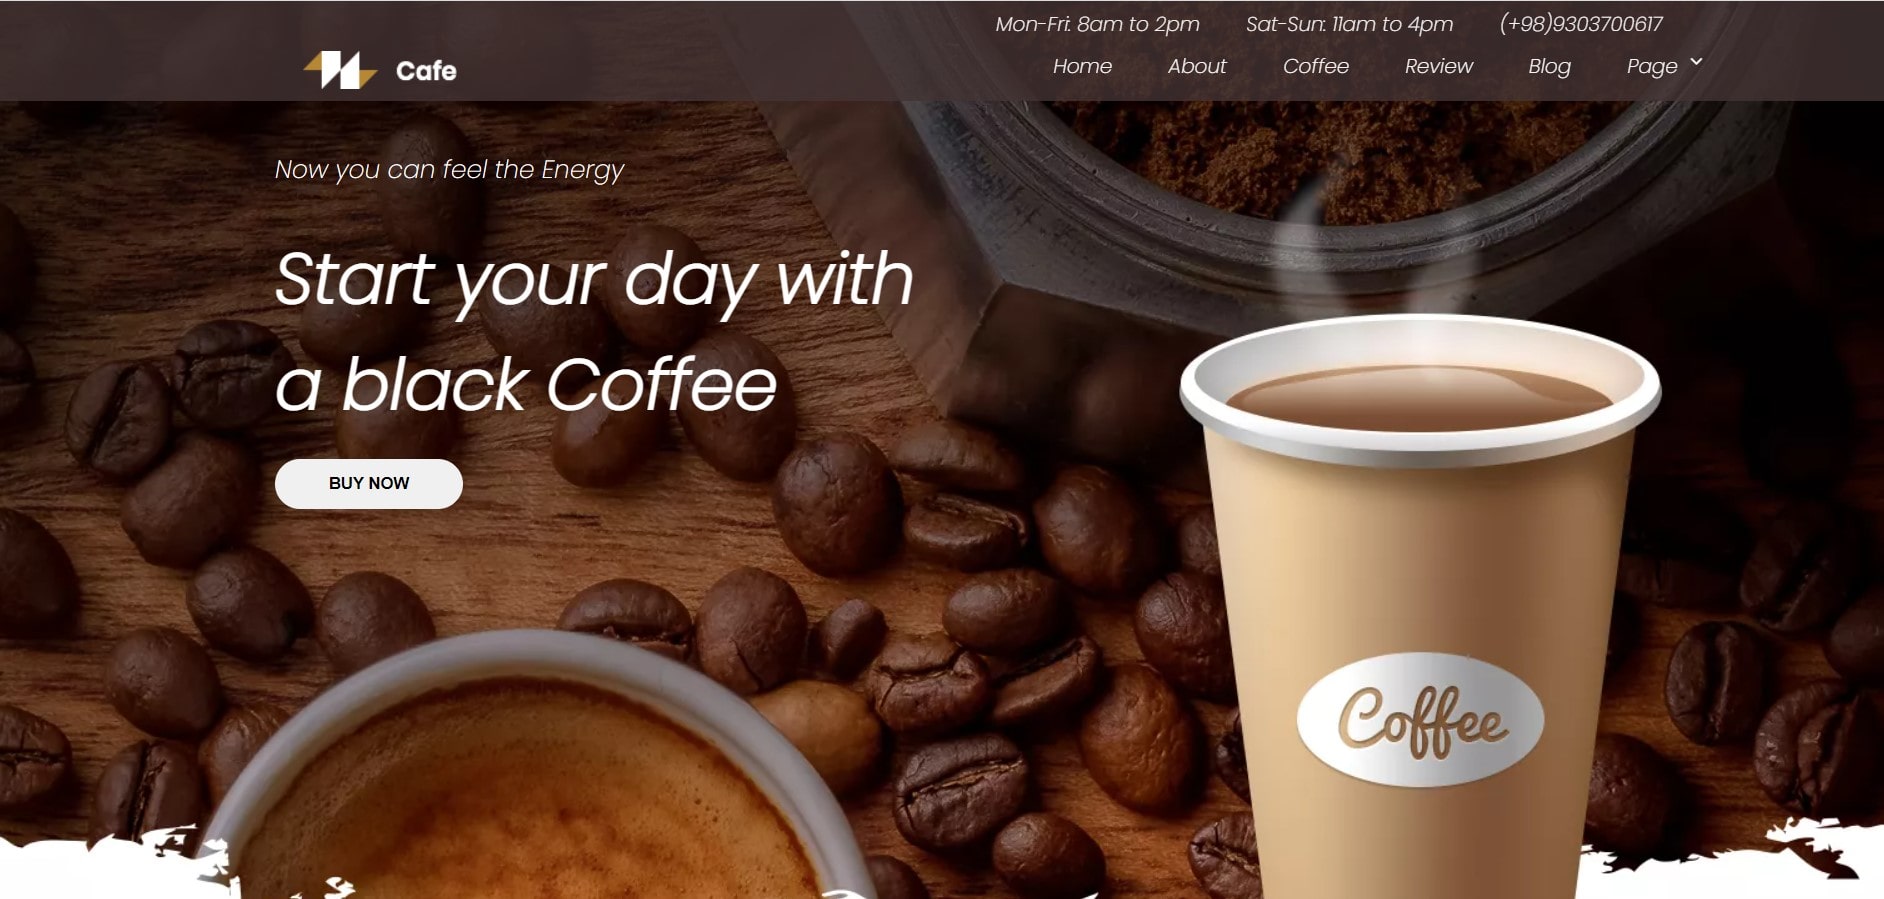 Mon-Fri: 8am to 2pm Sat-Sun: 11am to 4pm (+98)9303700617
Cafe
Home About Coffee Review Blog Page
Now you can feel the Energy
Start your day with
a black Coffee
BUY NOW
Coffee